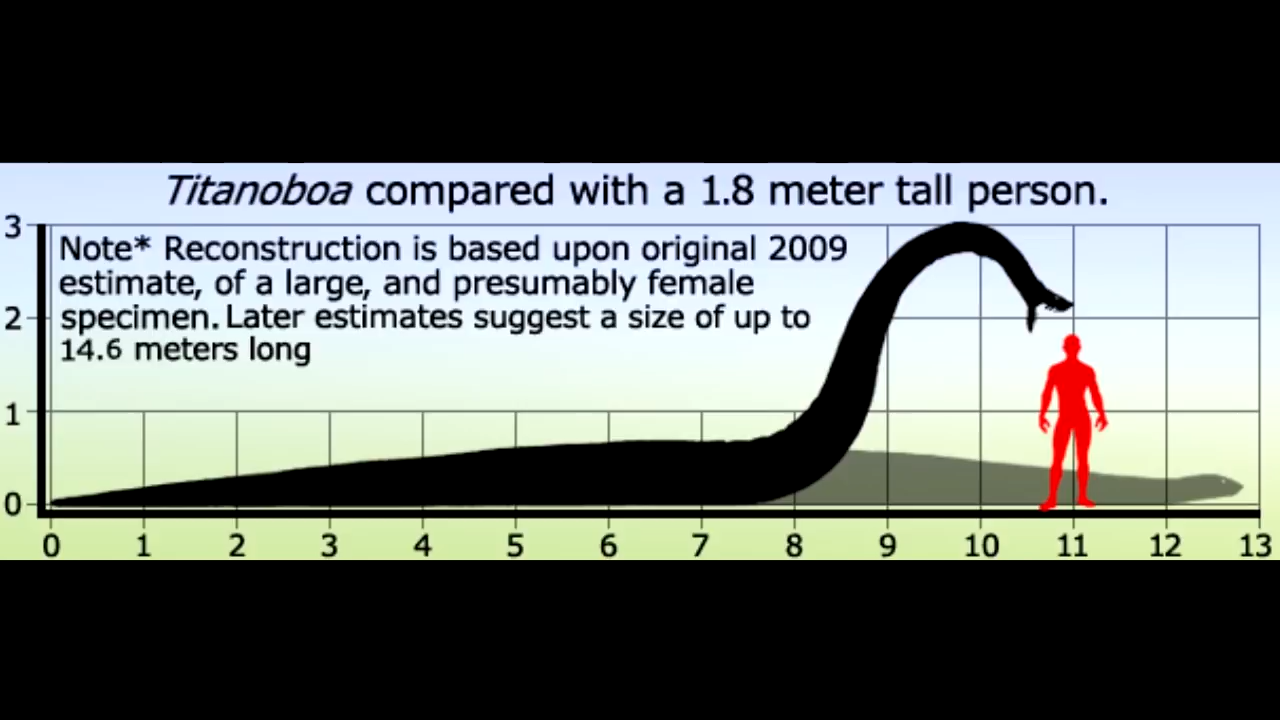 Titanoboa compared with a 1.8 meter tall person.
Note* Reconstruction is based upon original 2009
estimate, of a large, and presumably female
specimen. Later estimates suggest a size of up to
14.6 meters long
3
2
1
0
0 1 2 3 4 5 6 7 8 9 10 11 12 13